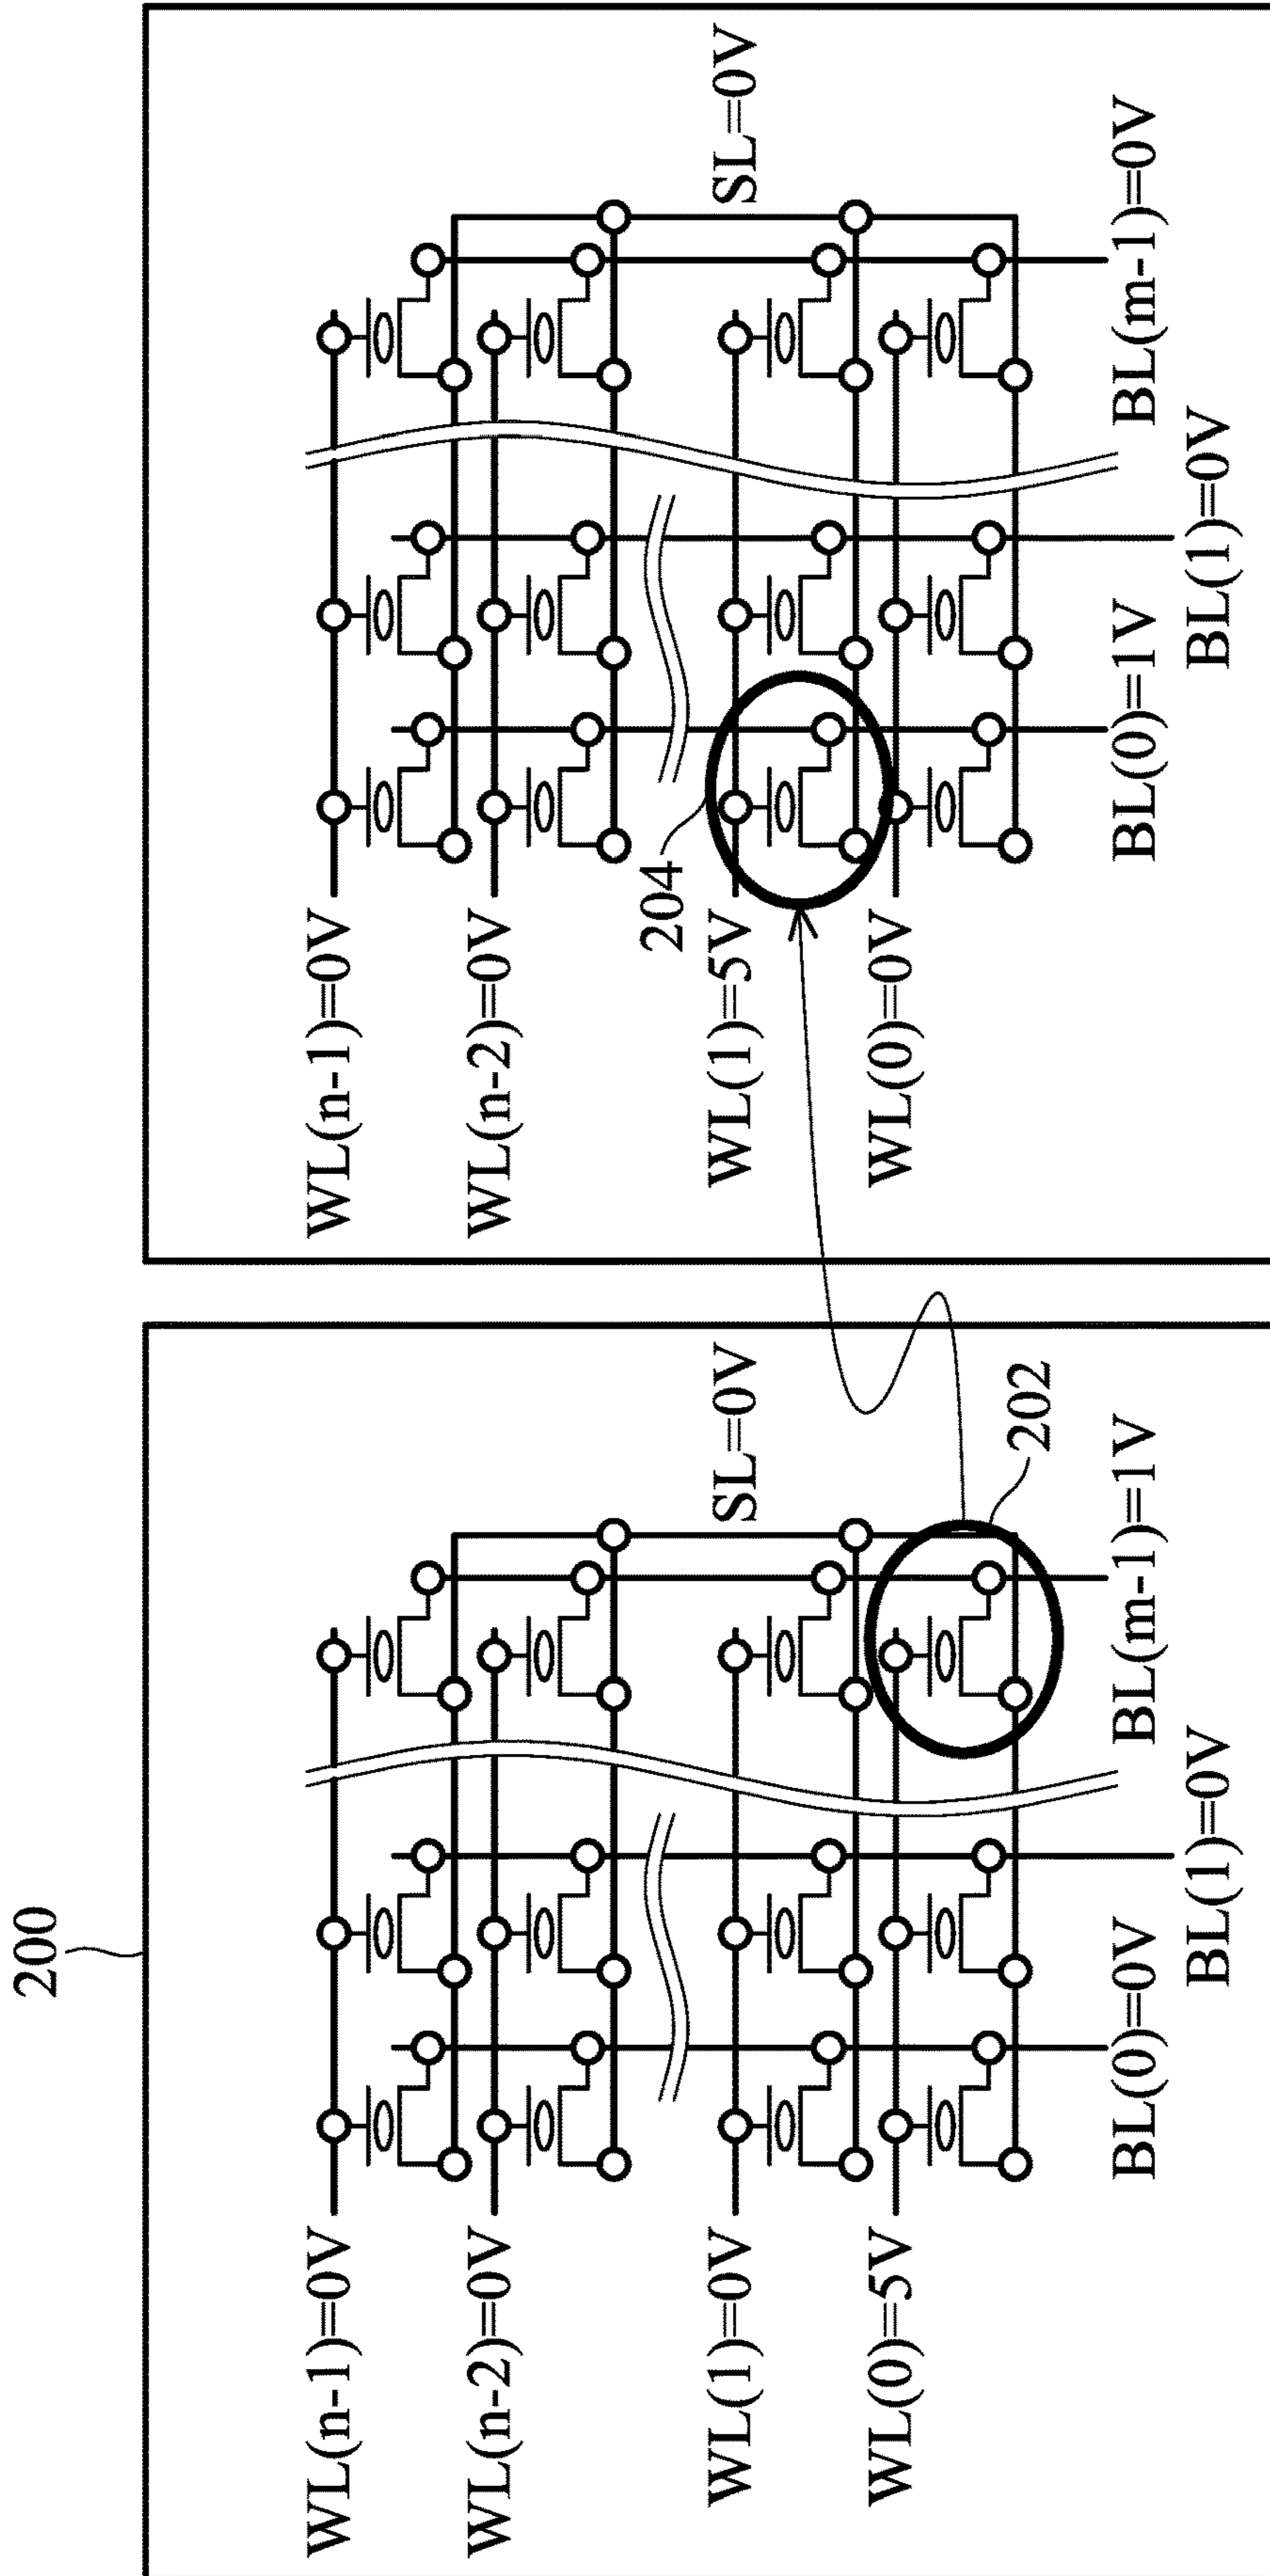 200
WL(n-1)=0V
WL(n-2)=0V
WL(1)=0V
WL(0)=5V
SL=0V
202
BL(0)=0V
BL(1)=0V
BL(m-1)=1V
WL(n-1)=0V
WL(n-2)=0V
204
WL(1)=5V
WL(0)=0V
SL=0V
BL(0)=1V
BL(1)=0V
BL(m-1)=0V